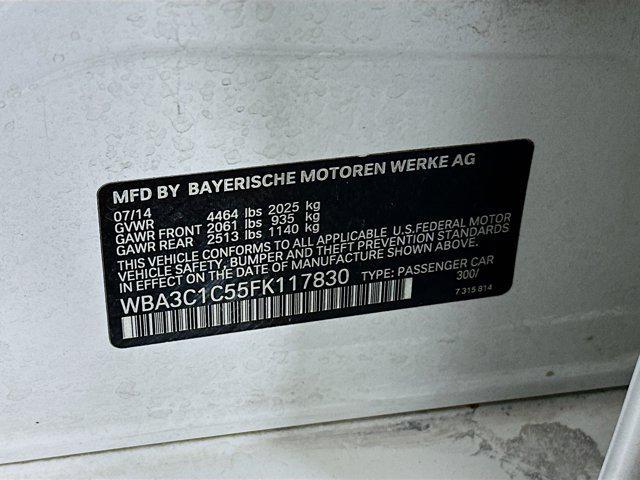 MFD BY BAYERISCHE MOTOREN WERKE AG
07/14
GVWR 4464 lbs 2025 kg
GAWR FRONT 2061 lbs 935 kg
GAWR REAR 2513 lbs 1140 kg
THIS VEHICLE CONFORMS TO ALL APPLICABLE U.S.FEDERAL MOTOR
VEHICLE SAFETY, BUMPER AND THEFT PREVENTION STANDARDS
IN EFFECT ON THE DATE OF MANUFACTURE SHOWN ABOVE.
WBA3C1C55FK117830 TYPE: PASSENGER CAR
300/
7 315 814